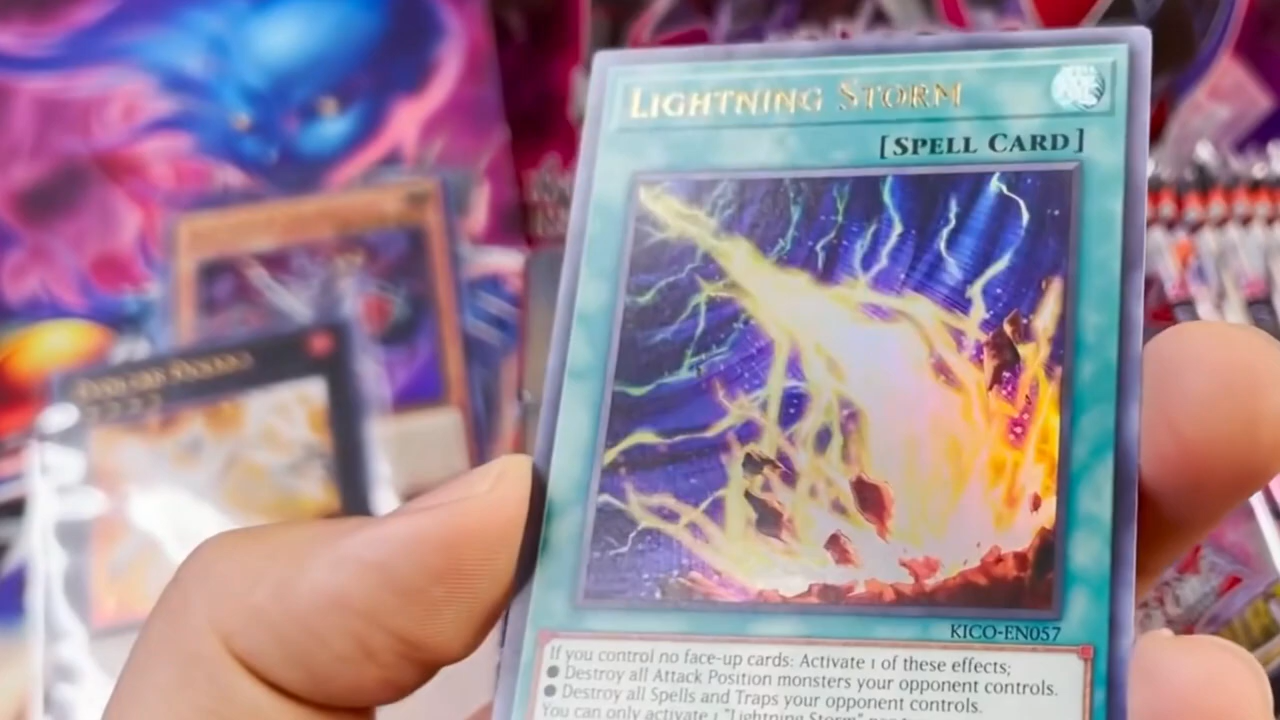 LIGHTNING STORM
[SPELL CARD]
KICO-EN057
If you control no face-up cards: Activate 1 of these effects;
● Destroy all Attack Position monsters your opponent controls.
● Destroy all Spells and Traps your opponent controls.
You can only activate 1 "Lightning Storm"